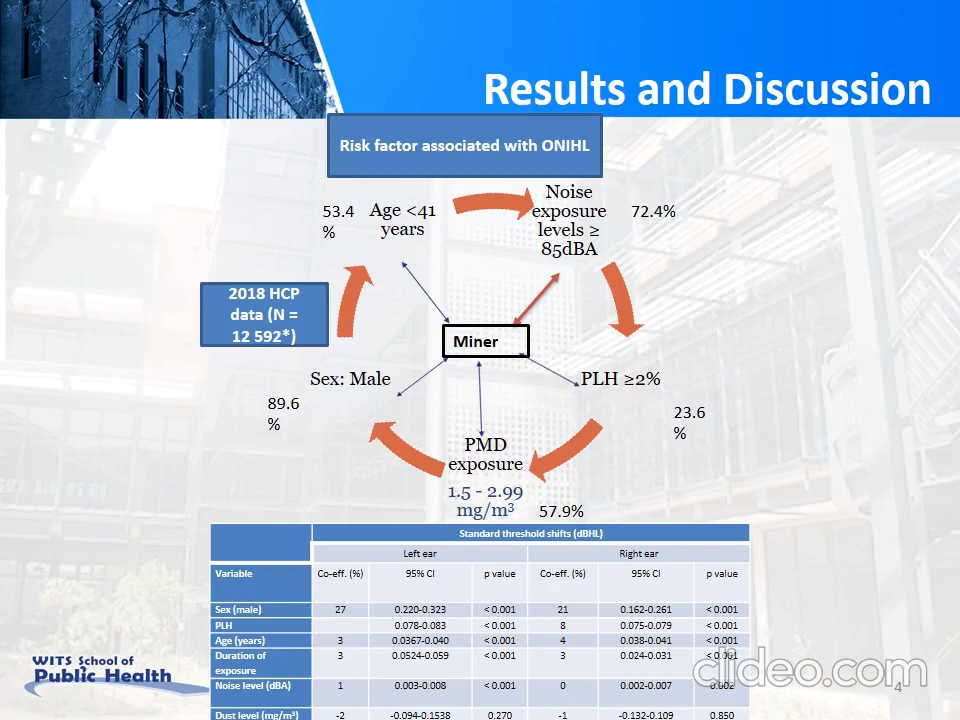 Results and Discussion
Risk factor associated with ONIHL
Noise
exposure
levels ≥
85dBA
72.4%
53.4
%
Age <41
years
2018 HCP
data (N =
12 592*)
Miner
Sex: Male
PLH ≥2%
89.6
%
23.6
%
PMD
exposure
1.5 - 2.99
mg/m³
57.9%
Standard threshold shifts (dBHL)
Left ear Right ear
Variable Co-eff. (%) 95% CI p value Co-eff. (%) 95% CI p value
Sex (male) 27 0.220-0.323 < 0.001 21 0.162-0.261 < 0.001
PLH 0.078-0.083 < 0.001 8 0.075-0.079 < 0.001
Age (years) 3 0.0367-0.040 < 0.001 4 0.038-0.041 < 0.001
Duration of 3 0.0524-0.059 < 0.001 3 0.024-0.031 < 0.001
exposure
Noise level (dBA) 1 0.003-0.008 < 0.001 0 0.002-0.007 0.002
Dust level (mg/m³) -2 -0.094-0.1538 0.270 -1 -0.132-0.109 0.850
WITS School of
Public Health
clideo.com
4